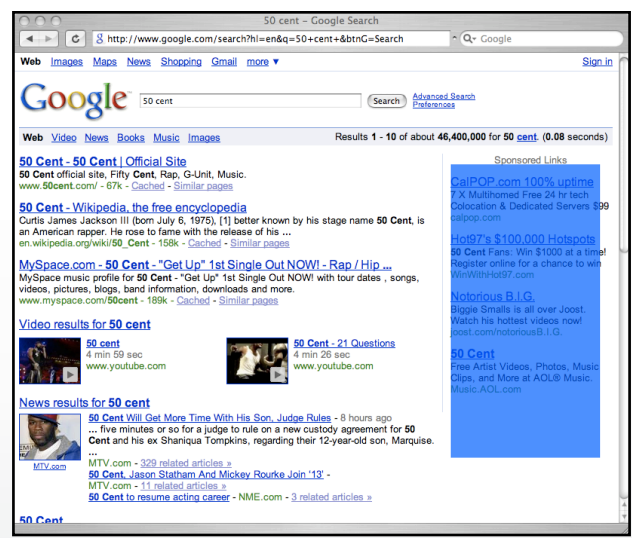 50 cent – Google Search
http://www.google.com/search?hl=en&q=50+cent+&btnG=Search
Google
Web Images Maps News Shopping Gmail more ▼
Sign in
Google
50 cent
Search
Advanced Search
Preferences
Web Video News Books Music Images
Results 1 - 10 of about 46,400,000 for 50 cent. (0.08 seconds)
50 Cent - 50 Cent | Official Site
50 Cent official site, Fifty Cent, Rap, G-Unit, Music.
www.50cent.com/ - 67k - Cached - Similar pages
50 Cent - Wikipedia, the free encyclopedia
Curtis James Jackson III (born July 6, 1975), [1] better known by his stage name 50 Cent, is
an American rapper. He rose to fame with the release of his ...
en.wikipedia.org/wiki/50_Cent - 158k - Cached - Similar pages
MySpace.com - 50 Cent - "Get Up" 1st Single Out NOW! - Rap / Hip ...
MySpace music profile for 50 Cent - "Get Up" 1st Single Out NOW! with tour dates , songs,
videos, pictures, blogs, band information, downloads and more.
www.myspace.com/50cent - 189k - Cached - Similar pages
Video results for 50 cent
50 cent
4 min 59 sec
www.youtube.com
50 Cent - 21 Questions
4 min 26 sec
www.youtube.com
News results for 50 cent
MTV.com
50 Cent Will Get More Time With His Son, Judge Rules - 8 hours ago
... five minutes or so for a judge to rule on a new custody agreement for 50
Cent and his ex Shaniqua Tompkins, regarding their 12-year-old son, Marquise.
...
MTV.com - 329 related articles »
50 Cent, Jason Statham And Mickey Rourke Join '13' -
MTV.com - 11 related articles »
50 Cent to resume acting career - NME.com - 3 related articles »
50 Cent
Sponsored Links
CalPOP.com 100% uptime
7 X Multihomed Free 24 hr tech
Colocation & Dedicated Servers $99
calpop.com
Hot97's $100,000 Hotspots
50 Cent Fans: Win $1000 at a time!
Register online for a chance to win
WinWithHot97.com
Notorious B.I.G.
Biggie Smalls is all over Joost.
Watch his hottest videos now!
joost.com/notoriousB.I.G.
50 Cent
Free Artist Videos, Photos, Music
Clips, and More at AOL® Music.
Music.AOL.com